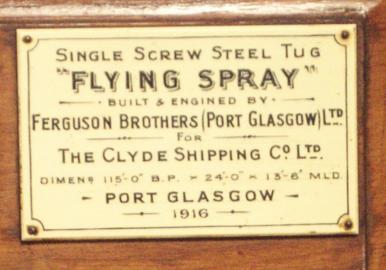 SINGLE SCREW STEEL TUG
"FLYING SPRAY"
BUILT & ENGINED BY
FERGUSON BROTHERS (PORT GLASGOW) LTD.
FOR
THE CLYDE SHIPPING CO. LTD.
DIMENS 115'-0" B.P. × 24'-0" × 13'-6" MLD.
PORT GLASGOW
1916